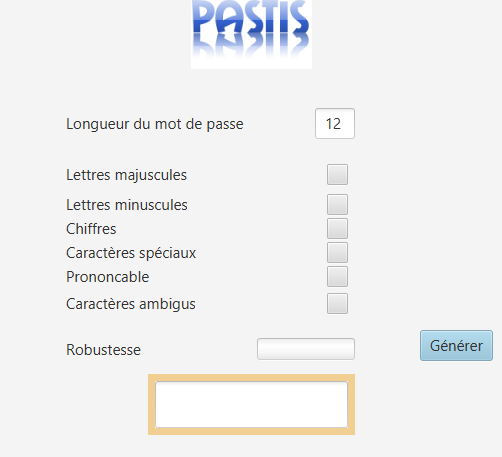 PASTIS
Longueur du mot de passe 12
Lettres majuscules
Lettres minuscules
Chiffres
Caractères spéciaux
Prononcable
Caractères ambigus
Robustesse Générer